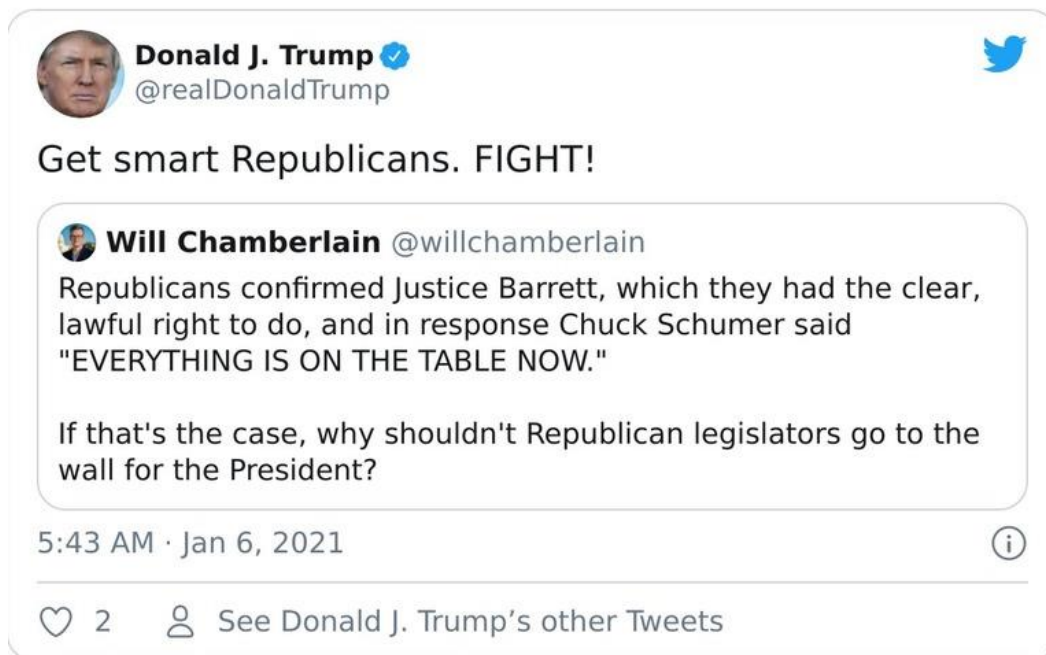 Donald J. Trump
@realDonaldTrump
Get smart Republicans. FIGHT!
Will Chamberlain @willchamberlain
Republicans confirmed Justice Barrett, which they had the clear,
lawful right to do, and in response Chuck Schumer said
"EVERYTHING IS ON THE TABLE NOW."
If that's the case, why shouldn't Republican legislators go to the
wall for the President?
5:43 AM · Jan 6, 2021
2 See Donald J. Trump’s other Tweets